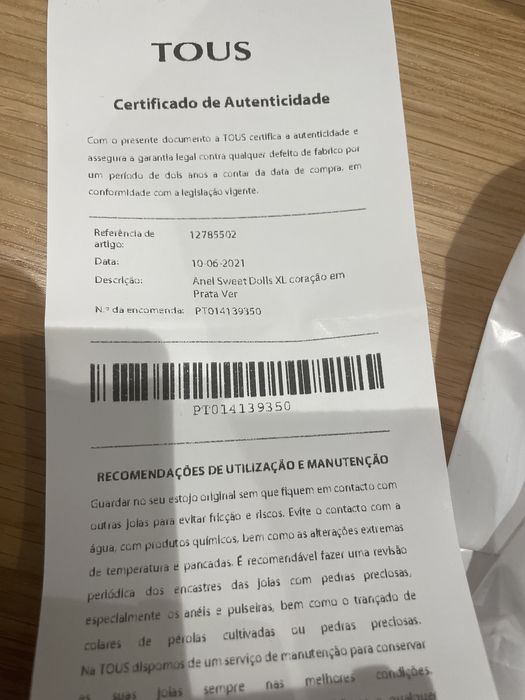 TOUS
Certificado de Autenticidade
Com o presente documento a TOUS certifica a autenticidade e
assegura a garantia legal contra qualquer defeito de fabrico por
um período de dois anos a contar da data de compra, em
conformidade com a legislação vigente.
Referência de artigo: 12785502
Data: 10-06-2021
Descrição: Anel Sweet Dolls XL coração em
Prata Ver
N.º da encomenda: PT014139350
PT014139350
RECOMENDAÇÕES DE UTILIZAÇÃO E MANUTENÇÃO
Guardar no seu estojo original sem que fiquem em contacto com
outras joias para evitar fricção e riscos. Evite o contacto com a
água, com produtos químicos, bem como as alterações extremas
de temperatura e pancadas. É recomendável fazer uma revisão
periódica dos encastres das joias com pedras preciosas,
especialmente os anéis e pulseiras, bem como o trançado de
colares de pérolas cultivadas ou pedras preciosas.
Na TOUS dispomos de um serviço de manutenção para conservar
as suas joias sempre nas melhores condições.
qualquer